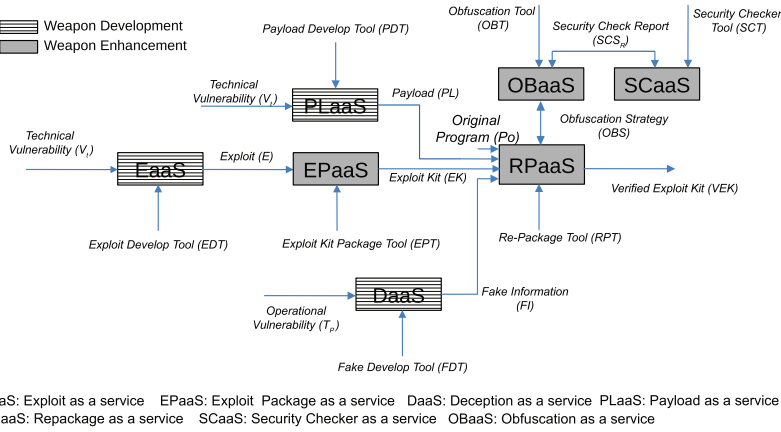 Weapon Development
Weapon Enhancement
Payload Develop Tool (PDT)
Obfuscation Tool
(OBT)
Security Check Report
(SCS_R)
Security Checker
Tool (SCT)
Technical
Vulnerability (V_t)
PLaaS
Payload (PL)
OBaaS
SCaaS
Original
Program (Po)
Obfuscation Strategy
(OBS)
Technical
Vulnerability (V_t)
EaaS
Exploit (E)
EPaaS
Exploit Kit (EK)
RPaaS
Verified Exploit Kit (VEK)
Exploit Develop Tool (EDT)
Exploit Kit Package Tool (EPT)
Re-Package Tool (RPT)
DaaS
Fake Information
(FI)
Operational
Vulnerability (T_P)
Fake Develop Tool (FDT)
aS: Exploit as a service EPaaS: Exploit Package as a service DaaS: Deception as a service PLaaS: Payload as a service
aaS: Repackage as a service SCaaS: Security Checker as a service OBaaS: Obfuscation as a service